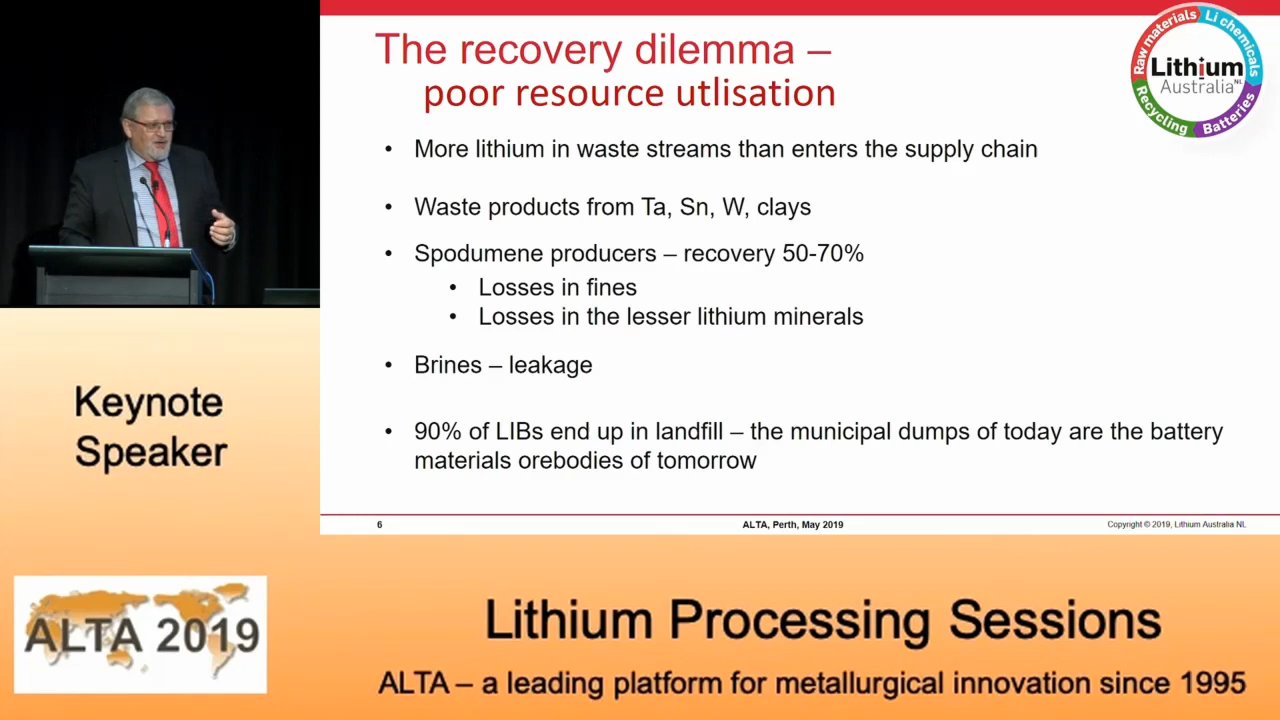 The recovery dilemma –
poor resource utlisation
Raw materials
Li chemicals
Lithium
Australia NL
Recycling
Batteries
• More lithium in waste streams than enters the supply chain
• Waste products from Ta, Sn, W, clays
• Spodumene producers – recovery 50-70%
• Losses in fines
• Losses in the lesser lithium minerals
• Brines – leakage
• 90% of LIBs end up in landfill – the municipal dumps of today are the battery
materials orebodies of tomorrow
6
ALTA, Perth, May 2019
Copyright © 2019, Lithium Australia NL
Keynote
Speaker
ALTA 2019
Lithium Processing Sessions
ALTA – a leading platform for metallurgical innovation since 1995